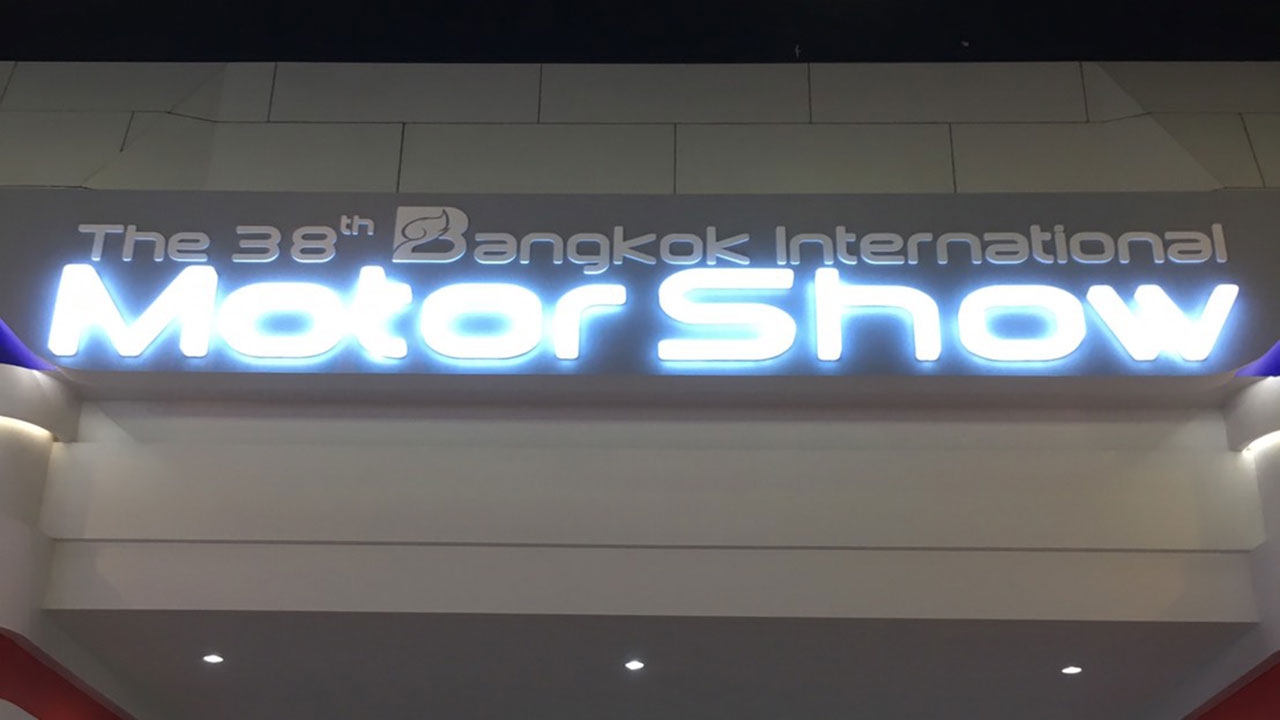 The 38th Bangkok International
Motor Show